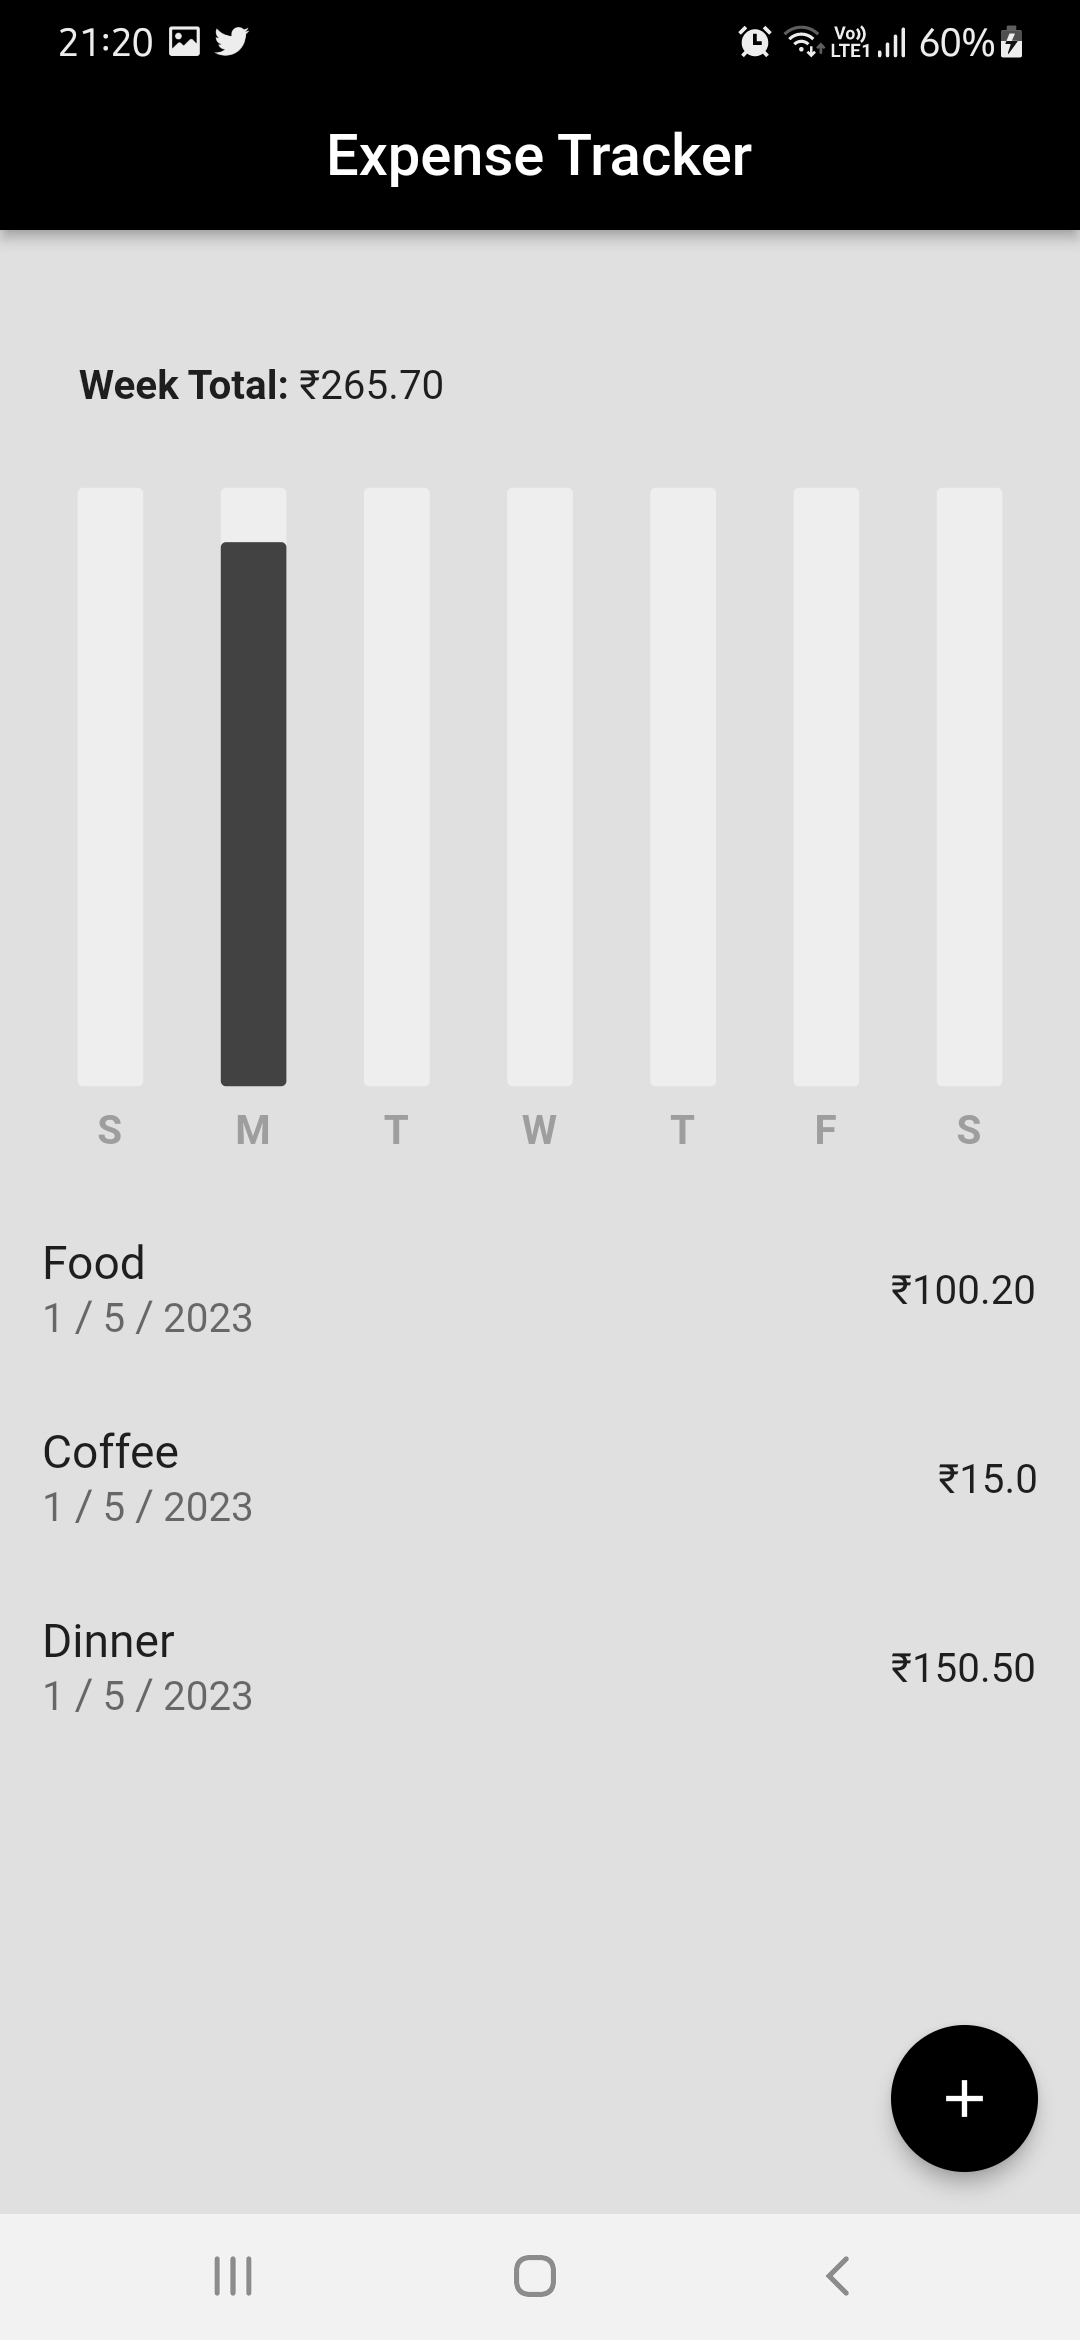 21:20 Vo)) LTE1 60%
Expense Tracker
Week Total: ₹265.70
S M T W T F S
Food
1 / 5 / 2023
₹100.20
Coffee
1 / 5 / 2023
₹15.0
Dinner
1 / 5 / 2023
₹150.50
+